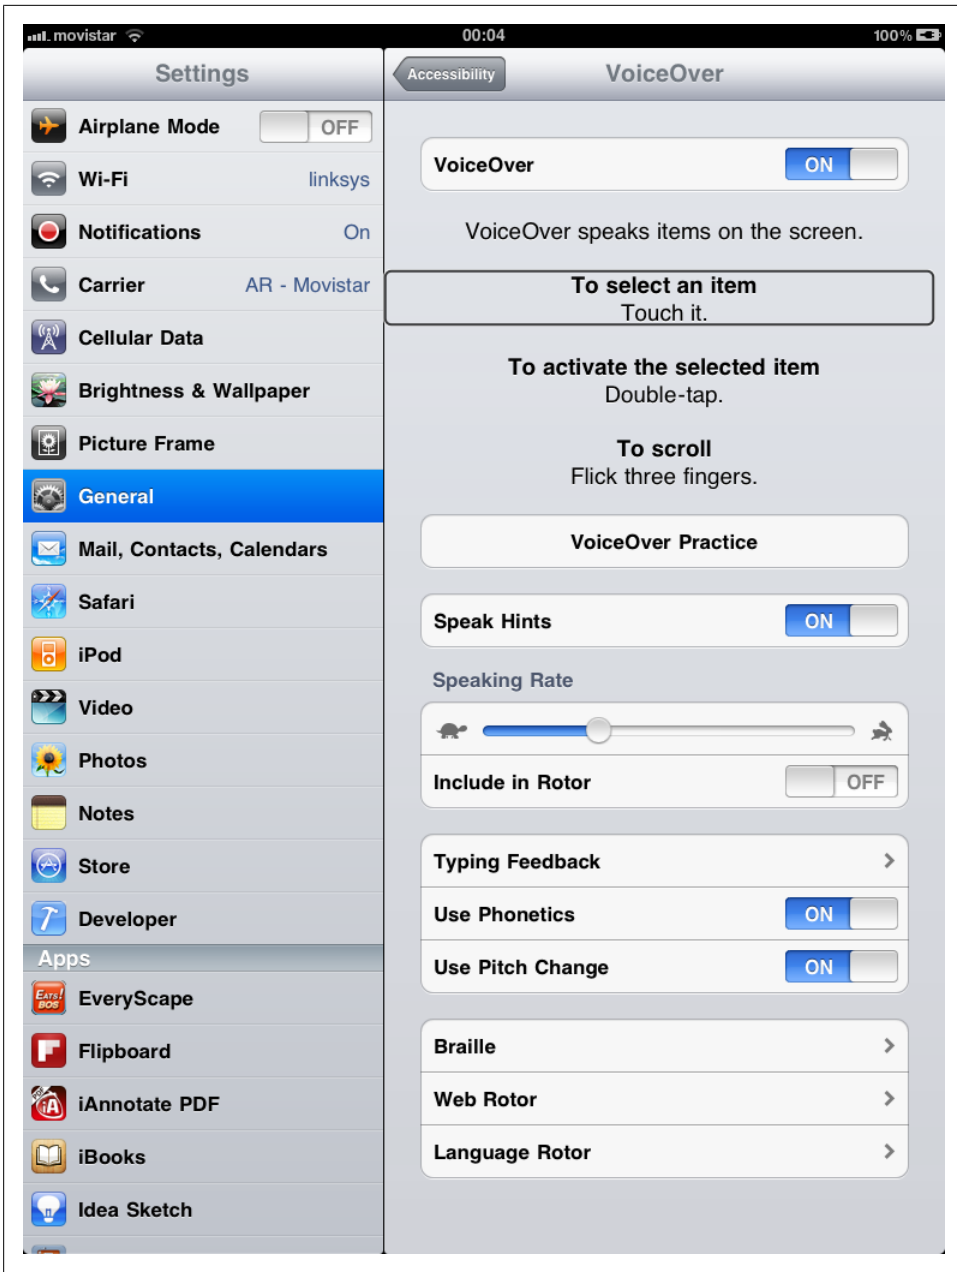 movistar
00:04
100%
Settings
Airplane Mode OFF
Wi-Fi linksys
Notifications On
Carrier AR - Movistar
Cellular Data
Brightness & Wallpaper
Picture Frame
General
Mail, Contacts, Calendars
Safari
iPod
Video
Photos
Notes
Store
Developer
Apps
EATS!
BOS
EveryScape
Flipboard
iA
iAnnotate PDF
iBooks
Idea Sketch
Accessibility
VoiceOver
VoiceOver ON
VoiceOver speaks items on the screen.
To select an item
Touch it.
To activate the selected item
Double-tap.
To scroll
Flick three fingers.
VoiceOver Practice
Speak Hints ON
Speaking Rate
Include in Rotor OFF
Typing Feedback
Use Phonetics ON
Use Pitch Change ON
Braille
Web Rotor
Language Rotor